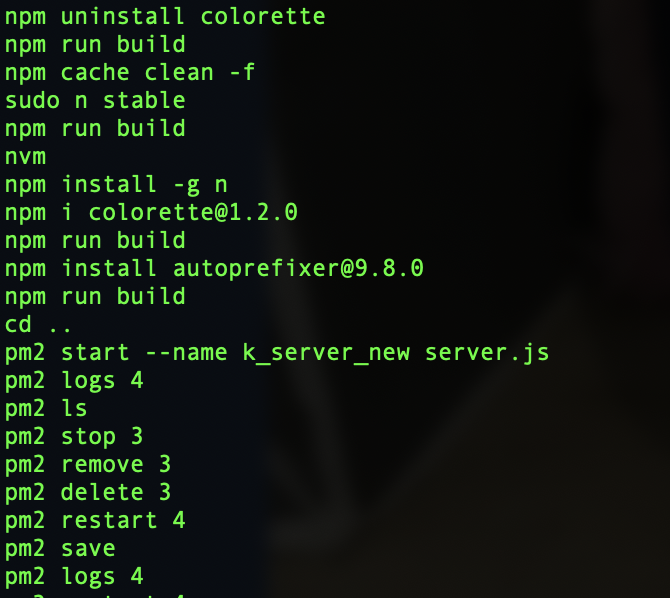 npm uninstall colorette
npm run build
npm cache clean -f
sudo n stable
npm run build
nvm
npm install -g n
npm i colorette@1.2.0
npm run build
npm install autoprefixer@9.8.0
npm run build
cd ..
pm2 start --name k_server_new server.js
pm2 logs 4
pm2 ls
pm2 stop 3
pm2 remove 3
pm2 delete 3
pm2 restart 4
pm2 save
pm2 logs 4